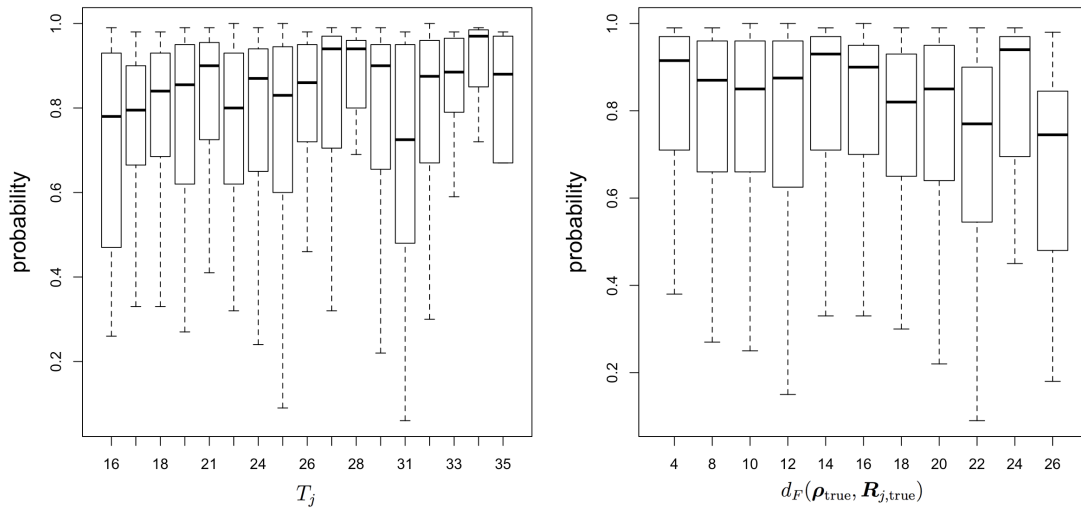 1.0
0.8
0.6
0.4
0.2
probability
16 18 21 24 26 28 31 33 35
T_j
1.0
0.8
0.6
0.4
0.2
probability
4 8 10 12 14 16 18 20 22 24 26
d_F(ρ_true, R_j,true)